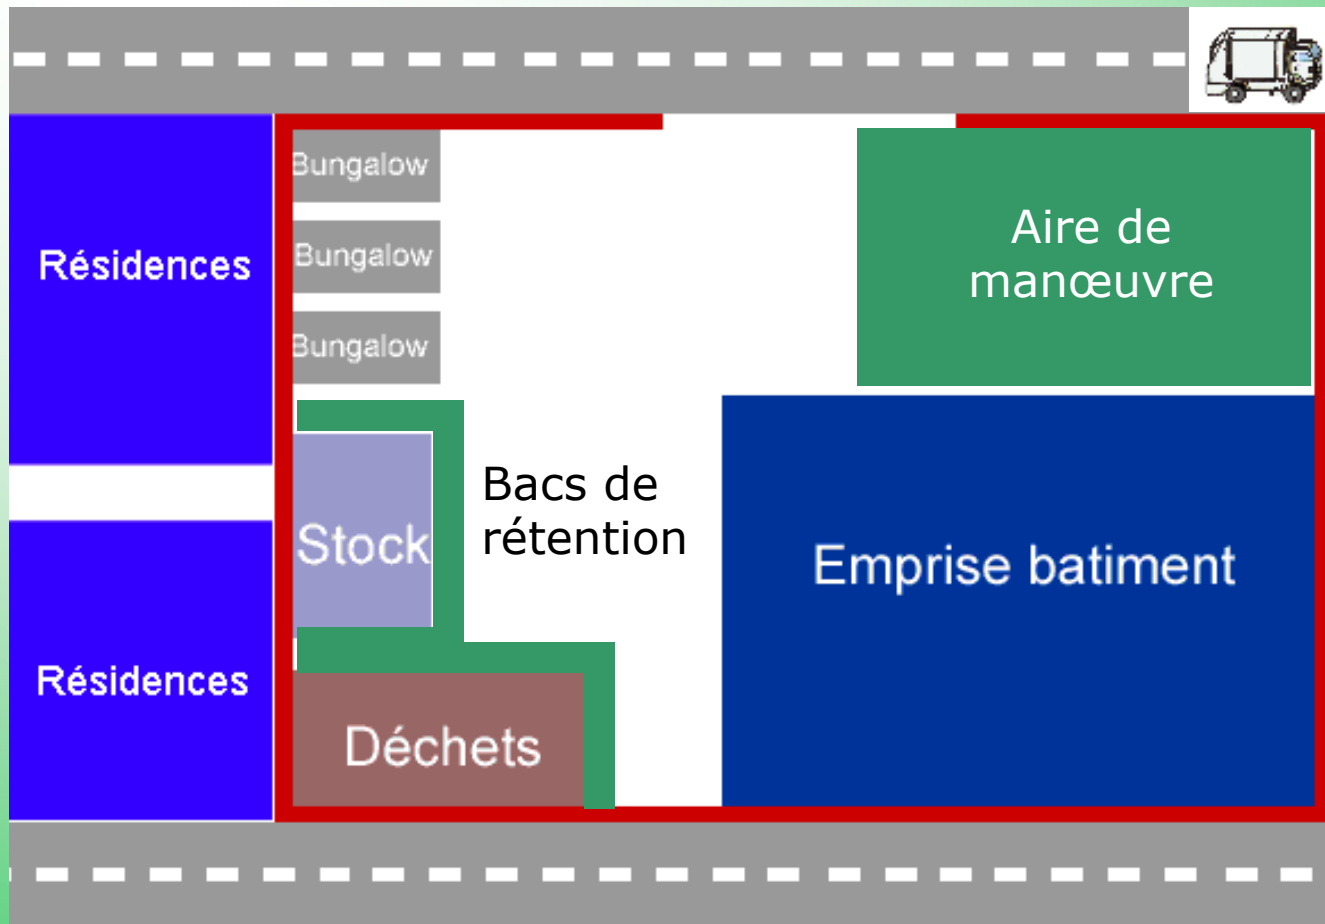 Bungalow
Résidences
Bungalow
Bungalow
Aire de
manœuvre
Stock
Bacs de
rétention
Emprise batiment
Résidences
Déchets